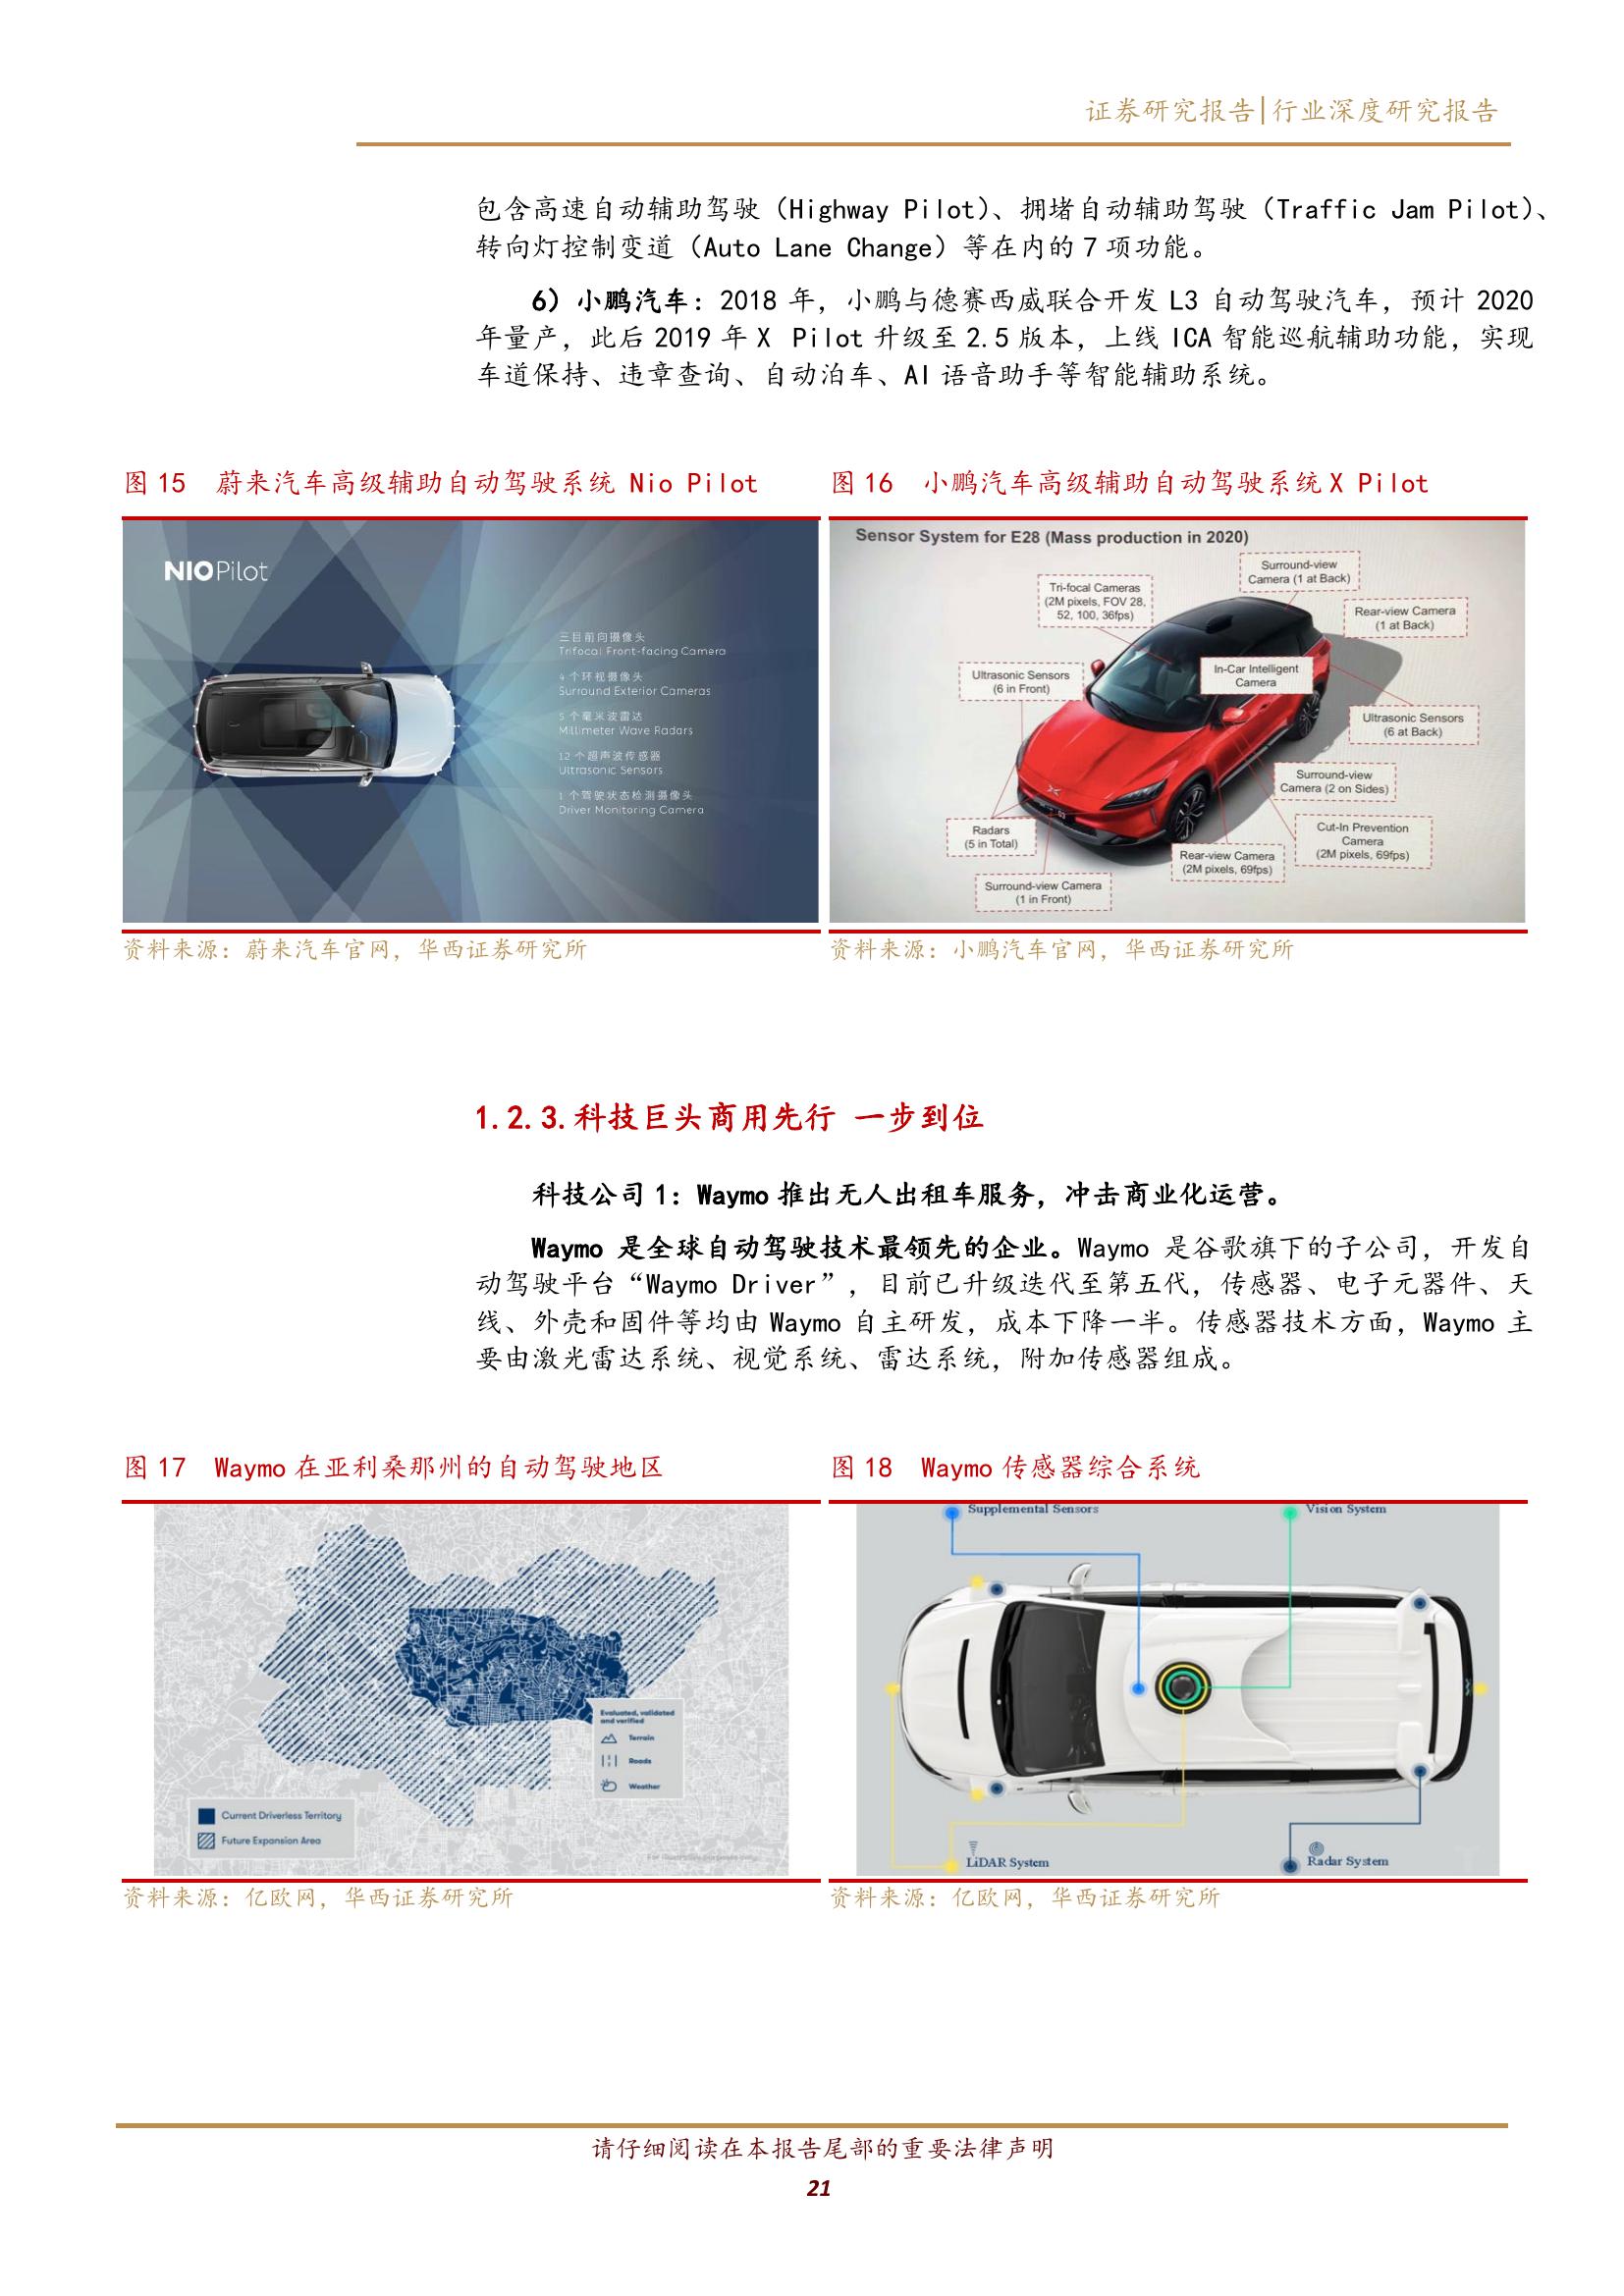 证券研究报告|行业深度研究报告
包含高速自动辅助驾驶（Highway Pilot）、拥堵自动辅助驾驶（Traffic Jam Pilot）、
转向灯控制变道（Auto Lane Change）等在内的 7 项功能。
6）小鹏汽车：2018 年，小鹏与德赛西威联合开发 L3 自动驾驶汽车，预计 2020
年量产，此后 2019 年 X Pilot 升级至 2.5 版本，上线 ICA 智能巡航辅助功能，实现
车道保持、违章查询、自动泊车、AI 语音助手等智能辅助系统。
图 15 蔚来汽车高级辅助自动驾驶系统 Nio Pilot
NIO Pilot
三目前向摄像头
Trifocal Front-facing Camera
4 个环视摄像头
Surround Exterior Cameras
5 个毫米波雷达
Millimeter Wave Radars
12 个超声波传感器
Ultrasonic Sensors
1 个驾驶状态检测摄像头
Driver Monitoring Camera
资料来源：蔚来汽车官网，华西证券研究所
图 16 小鹏汽车高级辅助自动驾驶系统 X Pilot
Sensor System for E28 (Mass production in 2020)
Surround-view
Camera (1 at Back)
Tri-focal Cameras
(2M pixels, FOV 28,
52, 100, 36fps)
Rear-view Camera
(1 at Back)
In-Car Intelligent
Camera
Ultrasonic Sensors
(6 in Front)
Ultrasonic Sensors
(6 at Back)
Surround-view
Camera (2 on Sides)
Radars
(5 in Total)
Cut-In Prevention
Camera
(2M pixels, 69fps)
Rear-view Camera
(2M pixels, 69fps)
Surround-view Camera
(1 in Front)
资料来源：小鹏汽车官网，华西证券研究所
1.2.3.科技巨头商用先行 一步到位
科技公司 1：Waymo 推出无人出租车服务，冲击商业化运营。
Waymo 是全球自动驾驶技术最领先的企业。Waymo 是谷歌旗下的子公司，开发自
动驾驶平台“Waymo Driver”，目前已升级迭代至第五代，传感器、电子元器件、天
线、外壳和固件等均由 Waymo 自主研发，成本下降一半。传感器技术方面，Waymo 主
要由激光雷达系统、视觉系统、雷达系统，附加传感器组成。
图 17 Waymo 在亚利桑那州的自动驾驶地区
Evaluated, validated
and verified
Terrain
Roads
Weather
Current Driverless Territory
Future Expansion Area
资料来源：亿欧网，华西证券研究所
图 18 Waymo 传感器综合系统
Supplemental Sensors
Vision System
LiDAR System
Radar System
资料来源：亿欧网，华西证券研究所
请仔细阅读在本报告尾部的重要法律声明
21